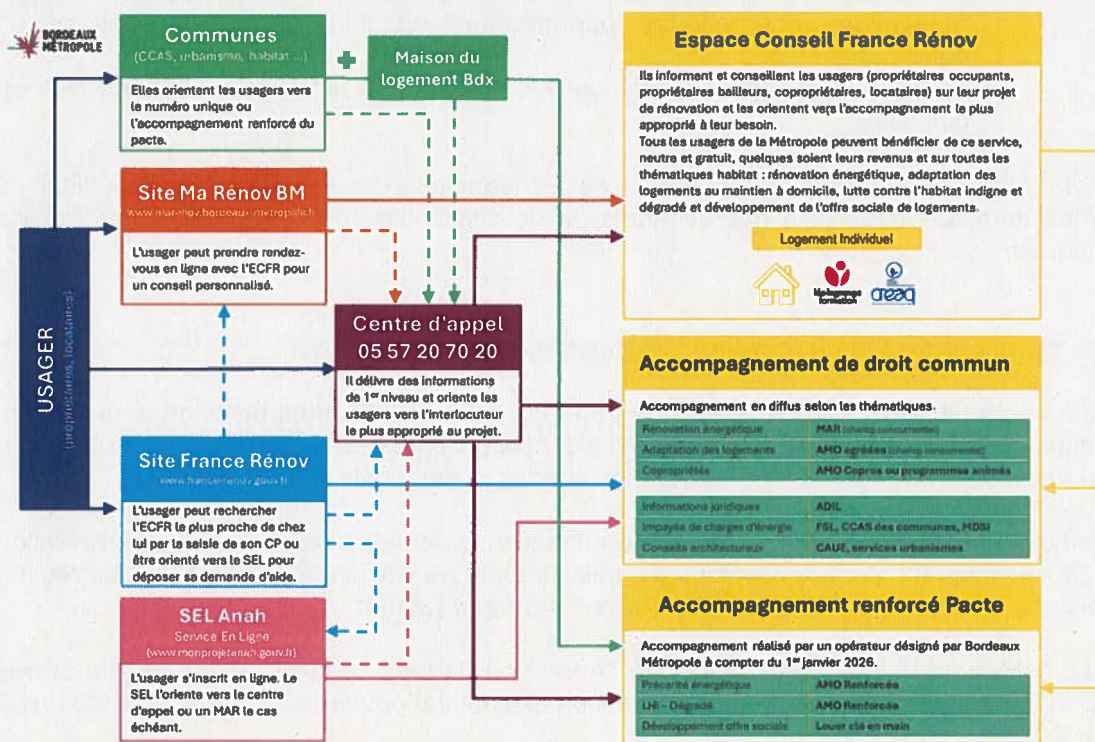 BORDEAUX
MÉTROPOLE
USAGER
(propriétaires, locataires)
Communes
(CCAS, urbanisme, habitat ...)
Elles orientent les usagers vers
le numéro unique ou
l'accompagnement renforcé du
pacte.
Maison du
logement Bdx
Site Ma Rénov BM
L'usager peut prendre rendez-
vous en ligne avec l'ECFR pour
un conseil personnalisé.
Centre d'appel
05 57 20 70 20
Il délivre des informations
de 1er niveau et oriente les
usagers vers l'interlocuteur
le plus approprié au projet.
Site France Rénov
L'usager peut rechercher
l'ECFR le plus proche de chez
lui par la saisie de son CP ou
être orienté vers le SEL pour
déposer sa demande d'aide.
SEL Anah
Service En Ligne
(www.monprojetanah.gouv.fr)
L'usager s'inscrit en ligne. Le
SEL l'oriente vers le centre
d'appel ou un MAR le cas
échéant.
Espace Conseil France Rénov
Ils informent et conseillent les usagers (propriétaires occupants,
propriétaires bailleurs, copropriétaires, locataires) sur leur projet
de rénovation et les orientent vers l'accompagnement le plus
approprié à leur besoin.
Tous les usagers de la Métropole peuvent bénéficier de ce service,
neutre et gratuit, quelques soient leurs revenus et sur toutes les
thématiques habitat : rénovation énergétique, adaptation des
logements au maintien à domicile, lutte contre l'habitat indigne et
dégradé et développement de l'offre sociale de logements.
Logement Individuel
léo-lagrange
formation
creaq
Accompagnement de droit commun
Accompagnement en diffus selon les thématiques.
Rénovation énergétique MAR (champ concurrentiel)
Adaptation des logements AMO agréées (champ concurrentiel)
Copropriétés AMO Copros ou programmes animés
Informations juridiques ADIL
Impayés de charges d'énergie FSL, CCAS des communes, MDSI
Conseils architecturaux CAUE, services urbanismes
Accompagnement renforcé Pacte
Accompagnement réalisé par un opérateur désigné par Bordeaux
Métropole à compter du 1er janvier 2026.
Précarité énergétique AMO Renforcée
LHI - Dégradé AMO Renforcée
Développement offre sociale Louer clé en main